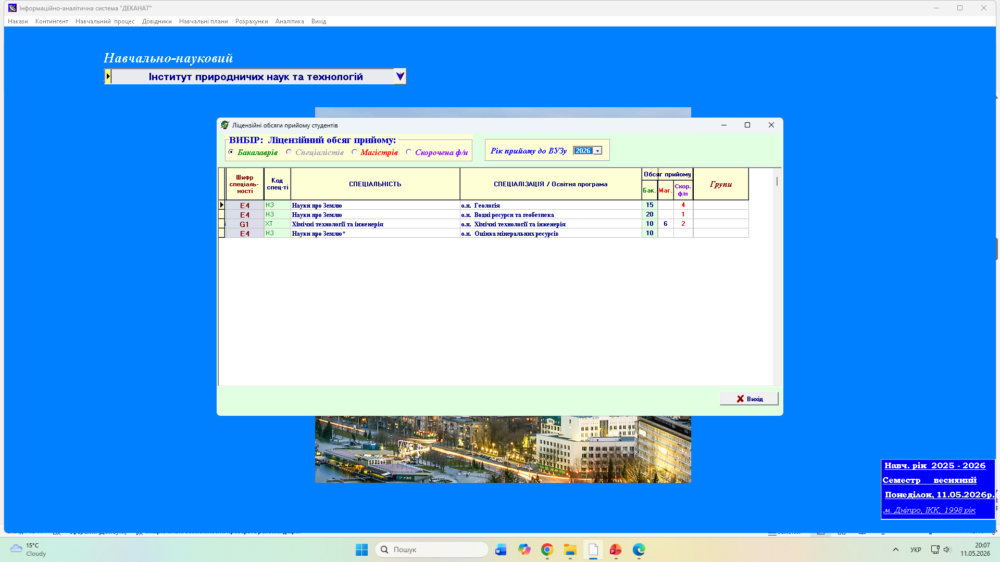 Інформаційно-аналітична система "ДЕКАНАТ"
Накази Контингент Навчальний процес Довідники Навчальні плани Розрахунки Аналітика Вихід
Навчально-науковий
Інститут природничих наук та технологій
Ліцензійні обсяги прийому студентів
ВИБІР: Ліцензійний обсяг прийому:
Бакалаврів Спеціалістів Магістрів Скорочена ф/н
Рік прийому до ВУЗу 2026
Шифр спеціаль-ності Код спец-ті СПЕЦІАЛЬНІСТЬ СПЕЦІАЛІЗАЦІЯ / Освітня програма Обсяг прийому Бак. Маг. Скор. ф/н Групи
E4 НЗ Науки про Землю о.п. Геологія 15 4
E4 НЗ Науки про Землю о.п. Водні ресурси та геобезпека 20 1
G1 ХТ Хімічні технології та інженерія о.п. Хімічні технології та інженерія 10 6 2
E4 НЗ Науки про Землю* о.п. Оцінка мінеральних ресурсів 10
Вихід
Навч. рік 2025 - 2026
Семестр весняний
Понеділок, 11.05.2026р.
м. Дніпро, ІКК, 1998 рік
15°C
Cloudy
Пошук
УКР
20:07
11.05.2026